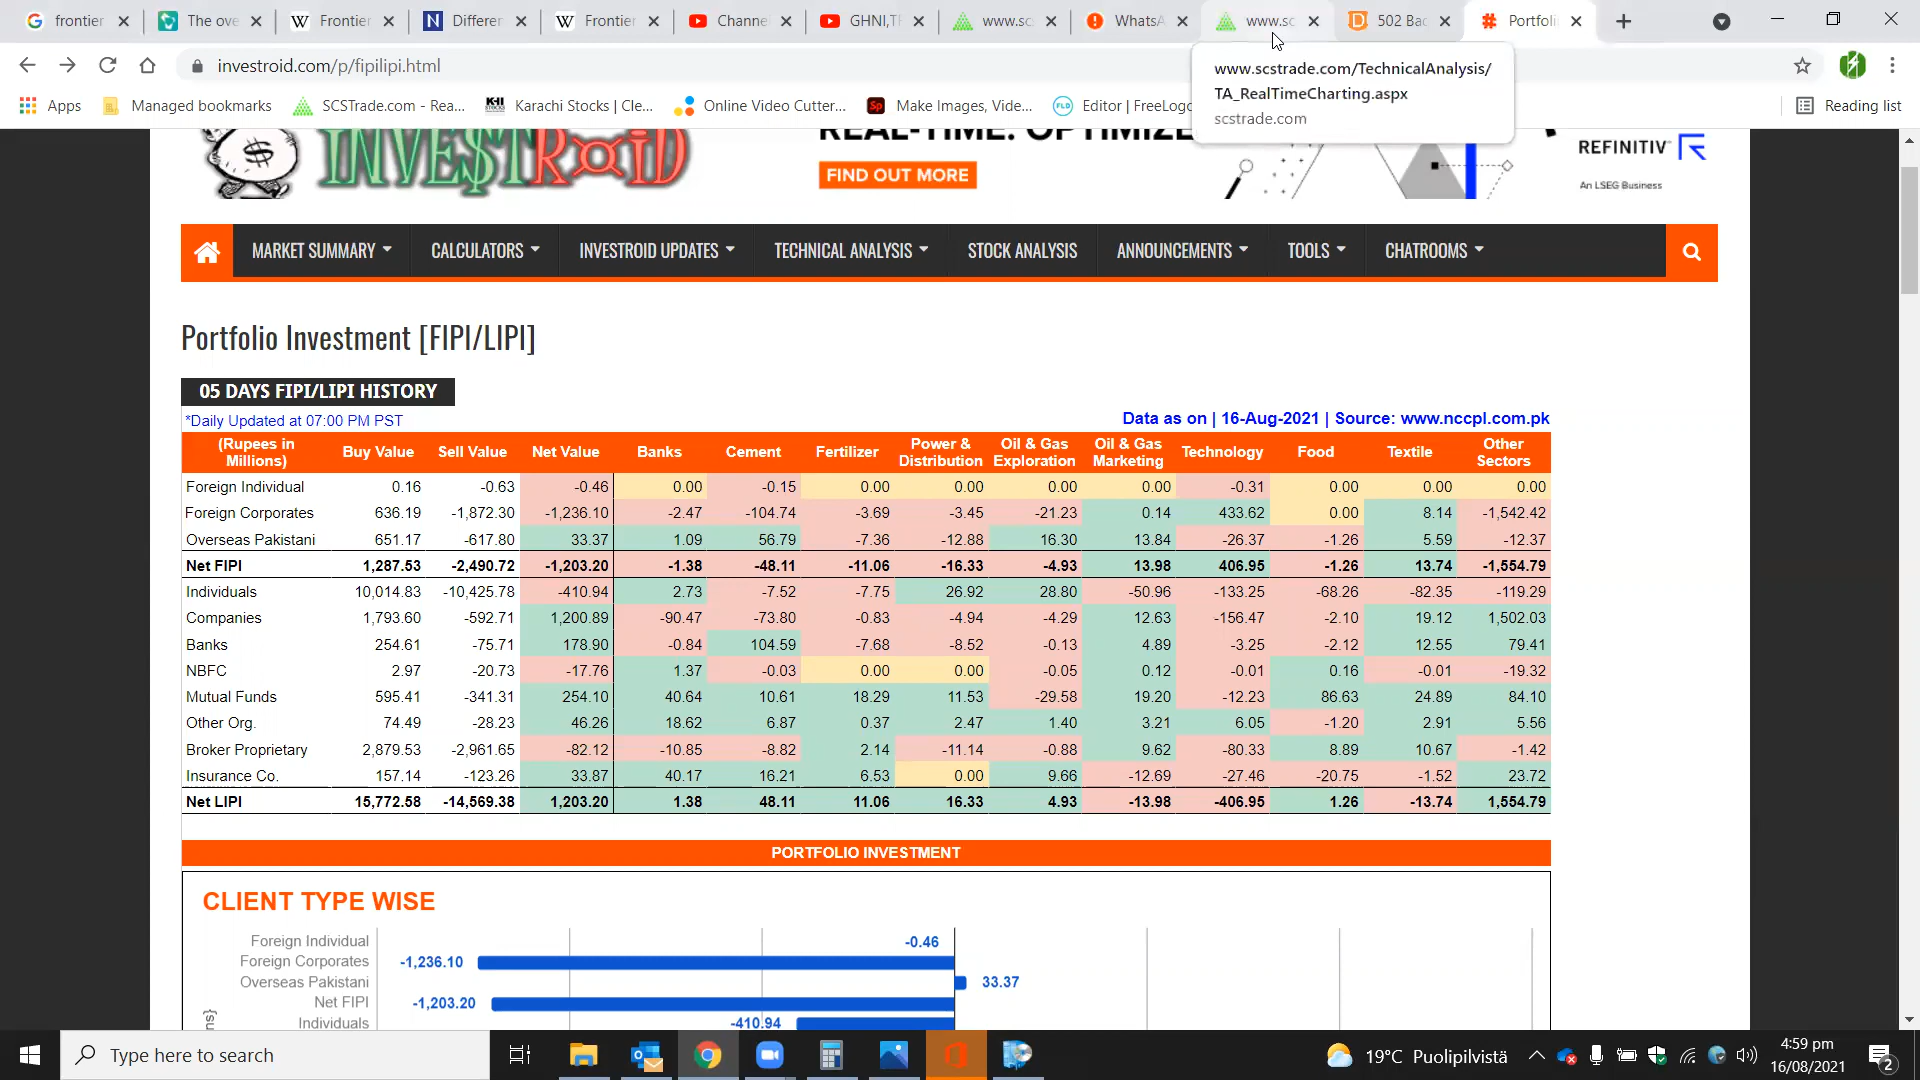 frontier The ove Frontier Differen Frontier Channe GHNI,T www.sc WhatsA www.sc 502 Bac Portfoli
investroid.com/p/fipilipi.html
www.scstrade.com/TechnicalAnalysis/
TA_RealTimeCharting.aspx
scstrade.com
Apps Managed bookmarks SCSTrade.com - Rea... Karachi Stocks | Cle... Online Video Cutter... Make Images, Vide... Editor | FreeLogo Reading list
INVE$TROID
REAL-TIME. OPTIMIZE
FIND OUT MORE
REFINITIV
An LSEG Business
MARKET SUMMARY CALCULATORS INVESTROID UPDATES TECHNICAL ANALYSIS STOCK ANALYSIS ANNOUNCEMENTS TOOLS CHATROOMS
Portfolio Investment [FIPI/LIPI]
05 DAYS FIPI/LIPI HISTORY
*Daily Updated at 07:00 PM PST
Data as on | 16-Aug-2021 | Source: www.nccpl.com.pk
(Rupees in Millions) Buy Value Sell Value Net Value Banks Cement Fertilizer Power & Distribution Oil & Gas Exploration Oil & Gas Marketing Technology Food Textile Other Sectors
Foreign Individual 0.16 -0.63 -0.46 0.00 -0.15 0.00 0.00 0.00 0.00 -0.31 0.00 0.00 0.00
Foreign Corporates 636.19 -1,872.30 -1,236.10 -2.47 -104.74 -3.69 -3.45 -21.23 0.14 433.62 0.00 8.14 -1,542.42
Overseas Pakistani 651.17 -617.80 33.37 1.09 56.79 -7.36 -12.88 16.30 13.84 -26.37 -1.26 5.59 -12.37
Net FIPI 1,287.53 -2,490.72 -1,203.20 -1.38 -48.11 -11.06 -16.33 -4.93 13.98 406.95 -1.26 13.74 -1,554.79
Individuals 10,014.83 -10,425.78 -410.94 2.73 -7.52 -7.75 26.92 28.80 -50.96 -133.25 -68.26 -82.35 -119.29
Companies 1,793.60 -592.71 1,200.89 -90.47 -73.80 -0.83 -4.94 -4.29 12.63 -156.47 -2.10 19.12 1,502.03
Banks 254.61 -75.71 178.90 -0.84 104.59 -7.68 -8.52 -0.13 4.89 -3.25 -2.12 12.55 79.41
NBFC 2.97 -20.73 -17.76 1.37 -0.03 0.00 0.00 -0.05 0.12 -0.01 0.16 -0.01 -19.32
Mutual Funds 595.41 -341.31 254.10 40.64 10.61 18.29 11.53 -29.58 19.20 -12.23 86.63 24.89 84.10
Other Org. 74.49 -28.23 46.26 18.62 6.87 0.37 2.47 1.40 3.21 6.05 -1.20 2.91 5.56
Broker Proprietary 2,879.53 -2,961.65 -82.12 -10.85 -8.82 2.14 -11.14 -0.88 9.62 -80.33 8.89 10.67 -1.42
Insurance Co. 157.14 -123.26 33.87 40.17 16.21 6.53 0.00 9.66 -12.69 -27.46 -20.75 -1.52 23.72
Net LIPI 15,772.58 -14,569.38 1,203.20 1.38 48.11 11.06 16.33 4.93 -13.98 -406.95 1.26 -13.74 1,554.79
PORTFOLIO INVESTMENT
CLIENT TYPE WISE
Foreign Individual -0.46
Foreign Corporates -1,236.10
Overseas Pakistani 33.37
Net FIPI -1,203.20
Individuals -410.94
Type here to search
19°C Puolipilvistä
4:59 pm
16/08/2021
2